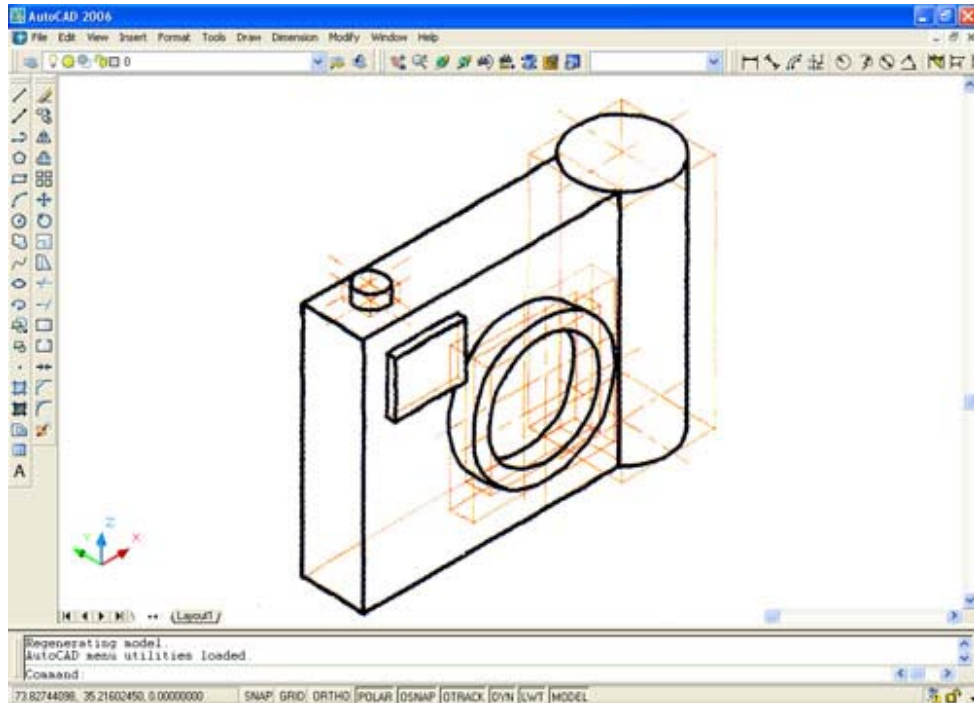 AutoCAD 2006
File Edit View Insert Format Tools Draw Dimension Modify Window Help
0
A
Z
Y X
Layout1
Regenerating model.
AutoCAD menu utilities loaded.
Command:
73.82744098, 35.21602450, 0.00000000 SNAP GRID ORTHO POLAR OSNAP OTRACK DYN LWT MODEL